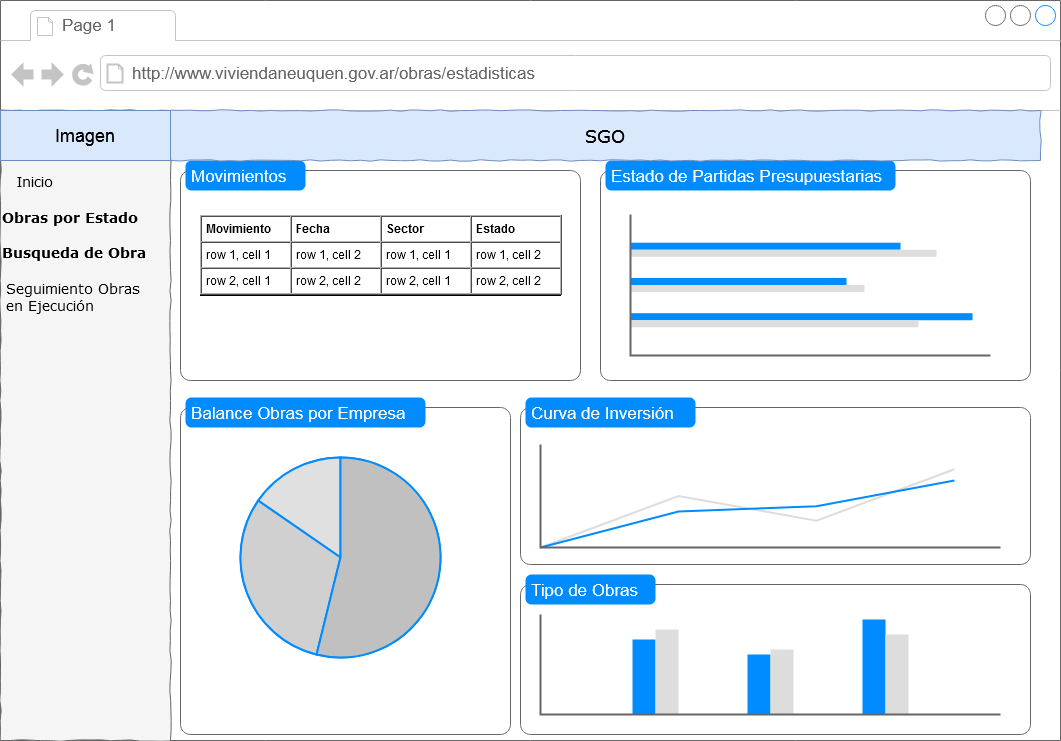 Page 1
http://www.viviendaneuquen.gov.ar/obras/estadisticas
Imagen
SGO
Inicio
Obras por Estado
Busqueda de Obra
Seguimiento Obras
en Ejecución
Movimientos
Movimiento Fecha Sector Estado
row 1, cell 1 row 1, cell 2 row 1, cell 1 row 1, cell 2
row 2, cell 1 row 2, cell 2 row 2, cell 1 row 2, cell 2
Estado de Partidas Presupuestarias
Balance Obras por Empresa
Curva de Inversión
Tipo de Obras